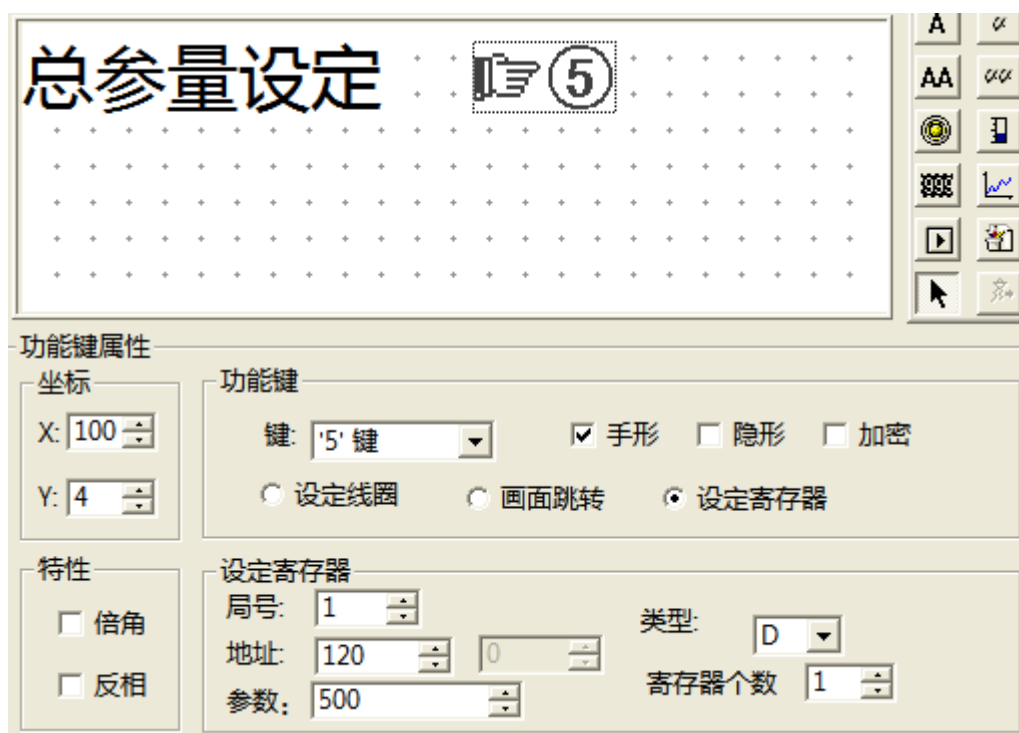 总参量设定 ⑤
A α
AA αα
功能键属性
坐标
X: 100
Y: 4
功能键
键: '5' 键 手形 隐形 加密
设定线圈 画面跳转 设定寄存器
特性
倍角
反相
设定寄存器
局号: 1
地址: 120 0
参数: 500
类型: D
寄存器个数 1